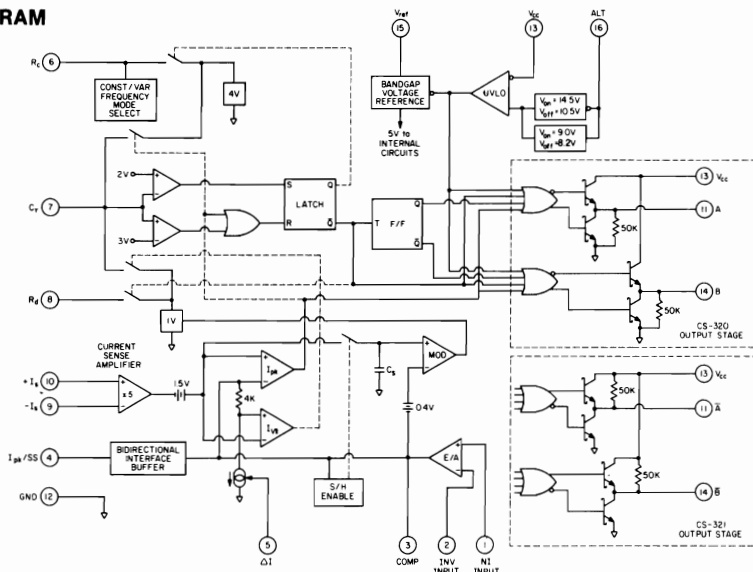 RAM
Vref
15
Vcc
13
ALT
16
Rc 6
CONST/VAR
FREQUENCY
MODE
SELECT
4V
BANDGAP
VOLTAGE
REFERENCE
5V to
INTERNAL
CIRCUITS
UVLO
Von = 14.5V
Voff = 10.5V
Von = 9.0V
Voff = 8.2V
2V
CT 7
3V
S Q
LATCH
R Q̅
T F/F
Q
Q̅
13 Vcc
11 A
50K
14 B
50K
CS-320
OUTPUT STAGE
Rd 8
1V
CURRENT
SENSE
AMPLIFIER
+Is 10
-Is 9
x 5
1.5V
Ipk
4K
IVB
Cs
MOD
0.4V
Ipk/SS 4
BIDIRECTIONAL
INTERFACE
BUFFER
S/H
ENABLE
E/A
GND 12
5
ΔI
3
COMP
2
INV
INPUT
1
NI
INPUT
13 Vcc
50K
11 A̅
50K
14 B̅
CS-321
OUTPUT STAGE